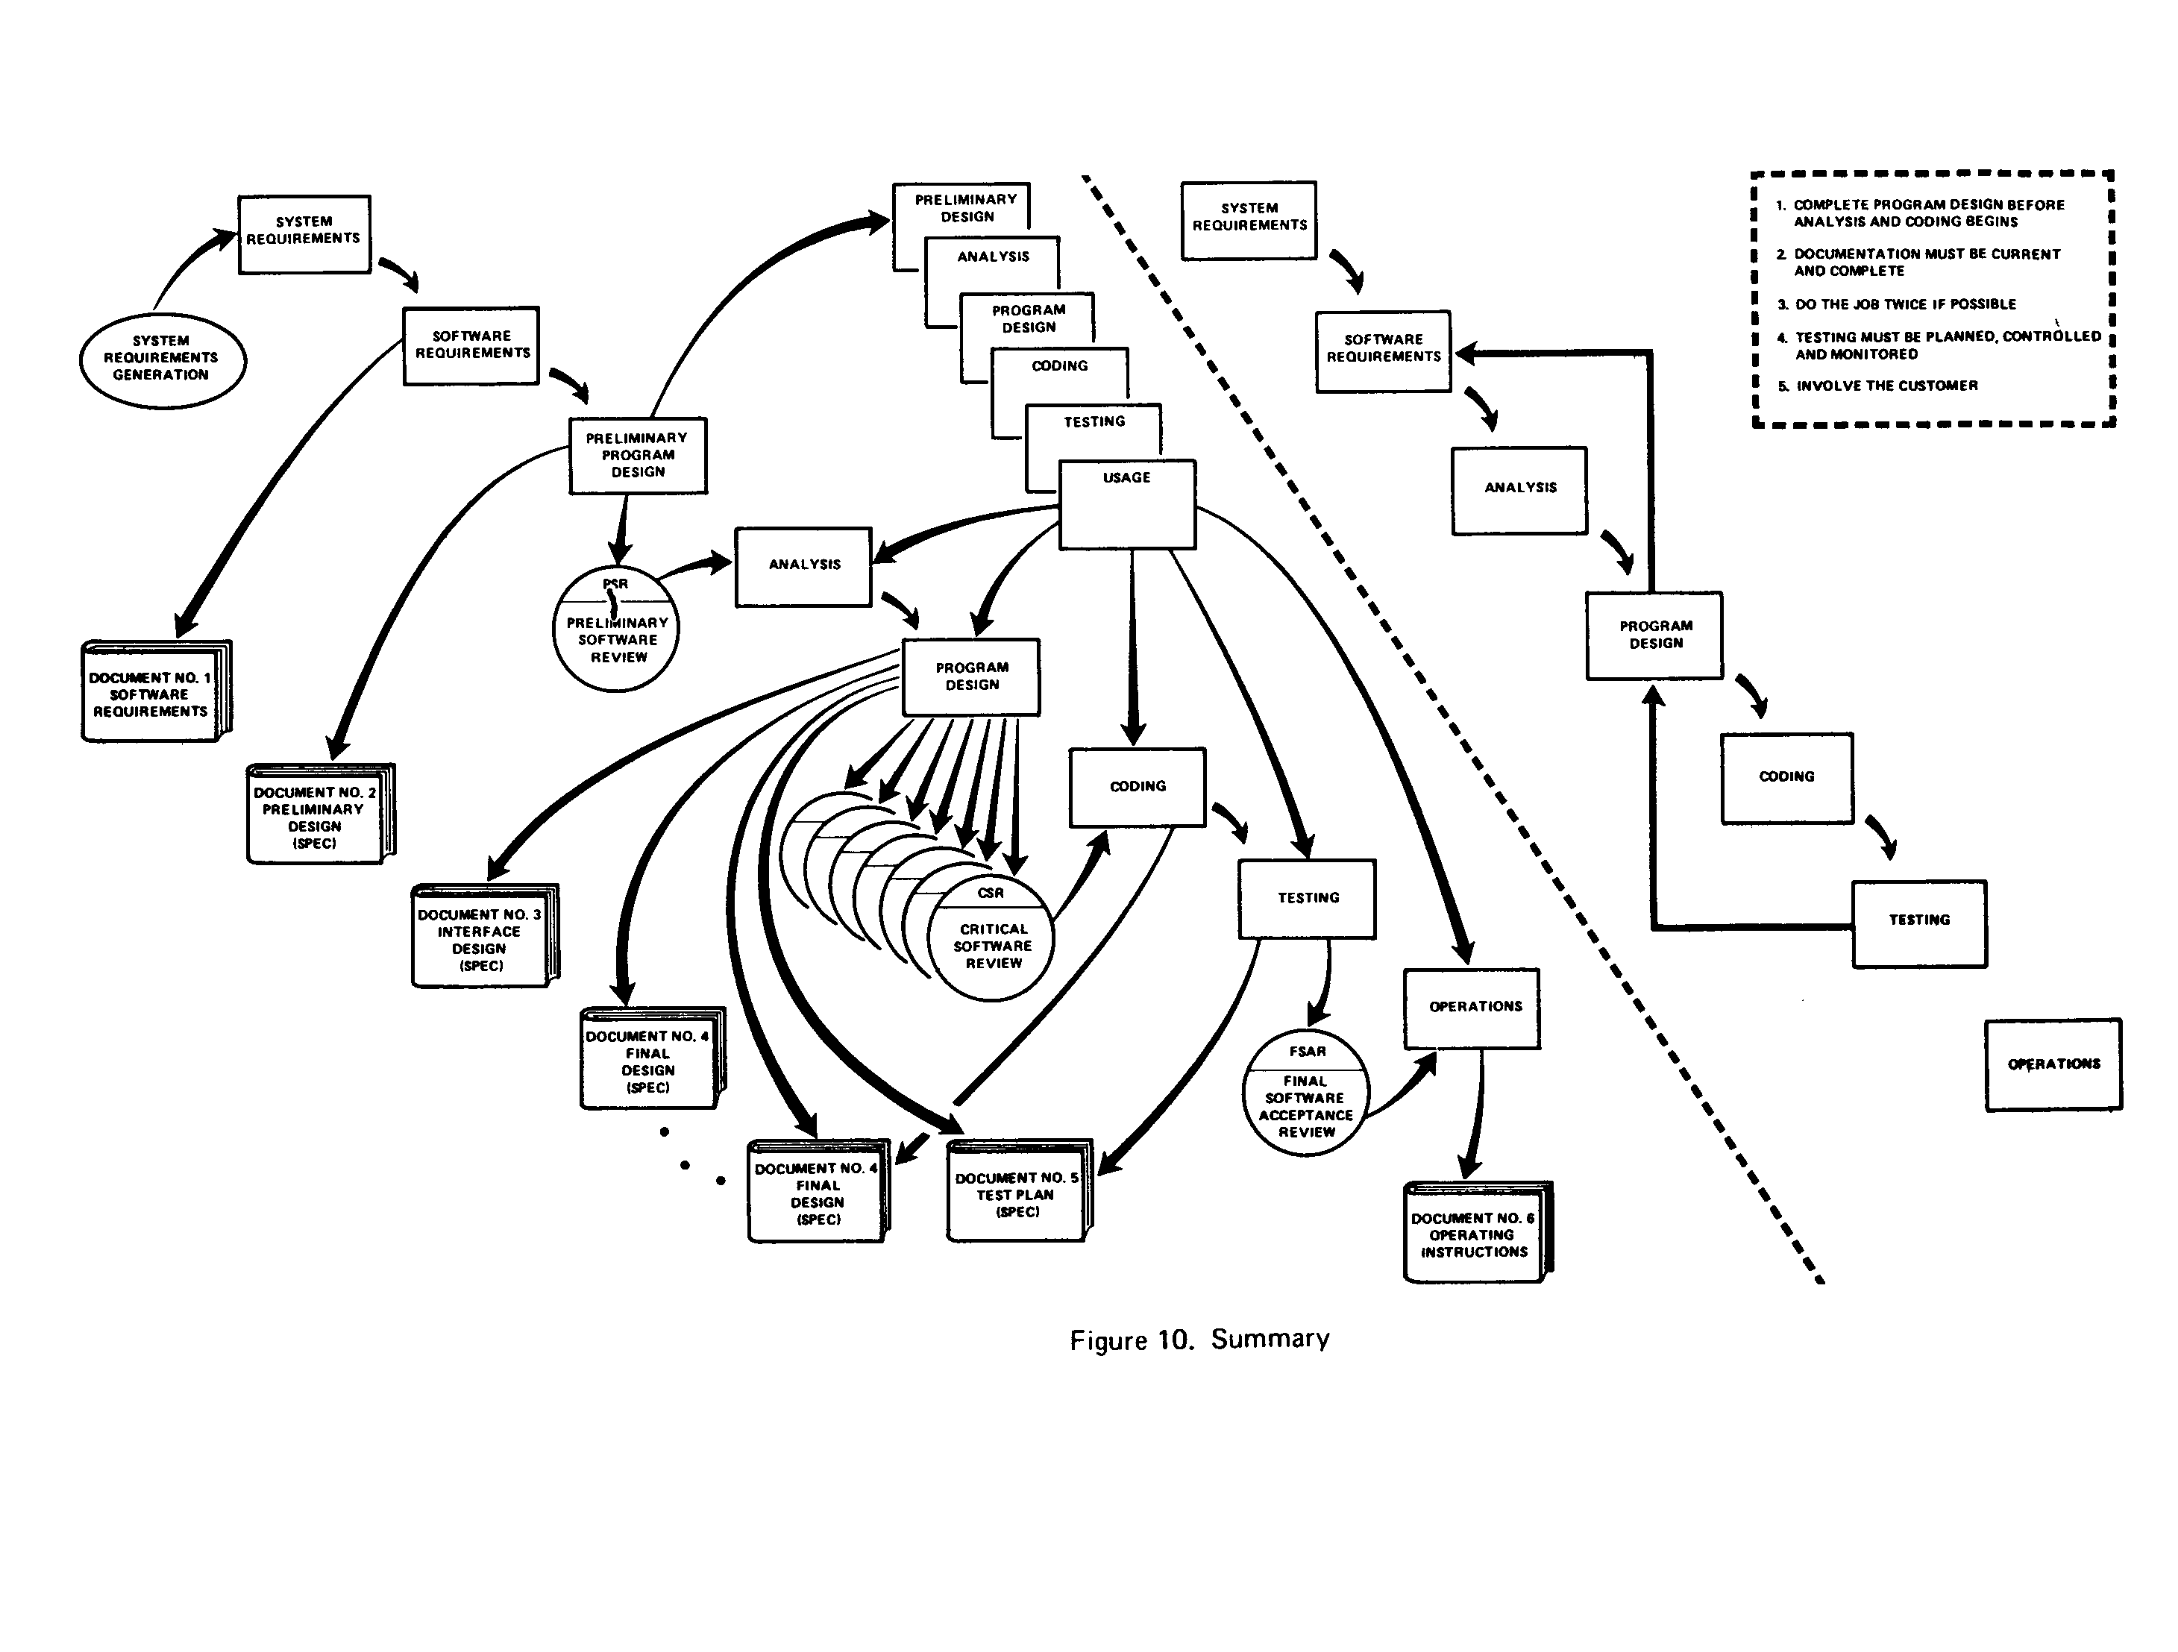 SYSTEM
REQUIREMENTS
SYSTEM
REQUIREMENTS
GENERATION
SOFTWARE
REQUIREMENTS
PRELIMINARY
PROGRAM
DESIGN
PSR
PRELIMINARY
SOFTWARE
REVIEW
ANALYSIS
PRELIMINARY
DESIGN
ANALYSIS
PROGRAM
DESIGN
CODING
TESTING
USAGE
PROGRAM
DESIGN
CSR
CRITICAL
SOFTWARE
REVIEW
CODING
TESTING
FSAR
FINAL
SOFTWARE
ACCEPTANCE
REVIEW
OPERATIONS
DOCUMENT NO. 1
SOFTWARE
REQUIREMENTS
DOCUMENT NO. 2
PRELIMINARY
DESIGN
(SPEC)
DOCUMENT NO. 3
INTERFACE
DESIGN
(SPEC)
DOCUMENT NO. 4
FINAL
DESIGN
(SPEC)
DOCUMENT NO. 4
FINAL
DESIGN
(SPEC)
DOCUMENT NO. 5
TEST PLAN
(SPEC)
DOCUMENT NO. 6
OPERATING
INSTRUCTIONS
SYSTEM
REQUIREMENTS
SOFTWARE
REQUIREMENTS
ANALYSIS
PROGRAM
DESIGN
CODING
TESTING
OPERATIONS
1. COMPLETE PROGRAM DESIGN BEFORE
ANALYSIS AND CODING BEGINS
2. DOCUMENTATION MUST BE CURRENT
AND COMPLETE
3. DO THE JOB TWICE IF POSSIBLE
4. TESTING MUST BE PLANNED, CONTROLLED
AND MONITORED
5. INVOLVE THE CUSTOMER
Figure 10. Summary